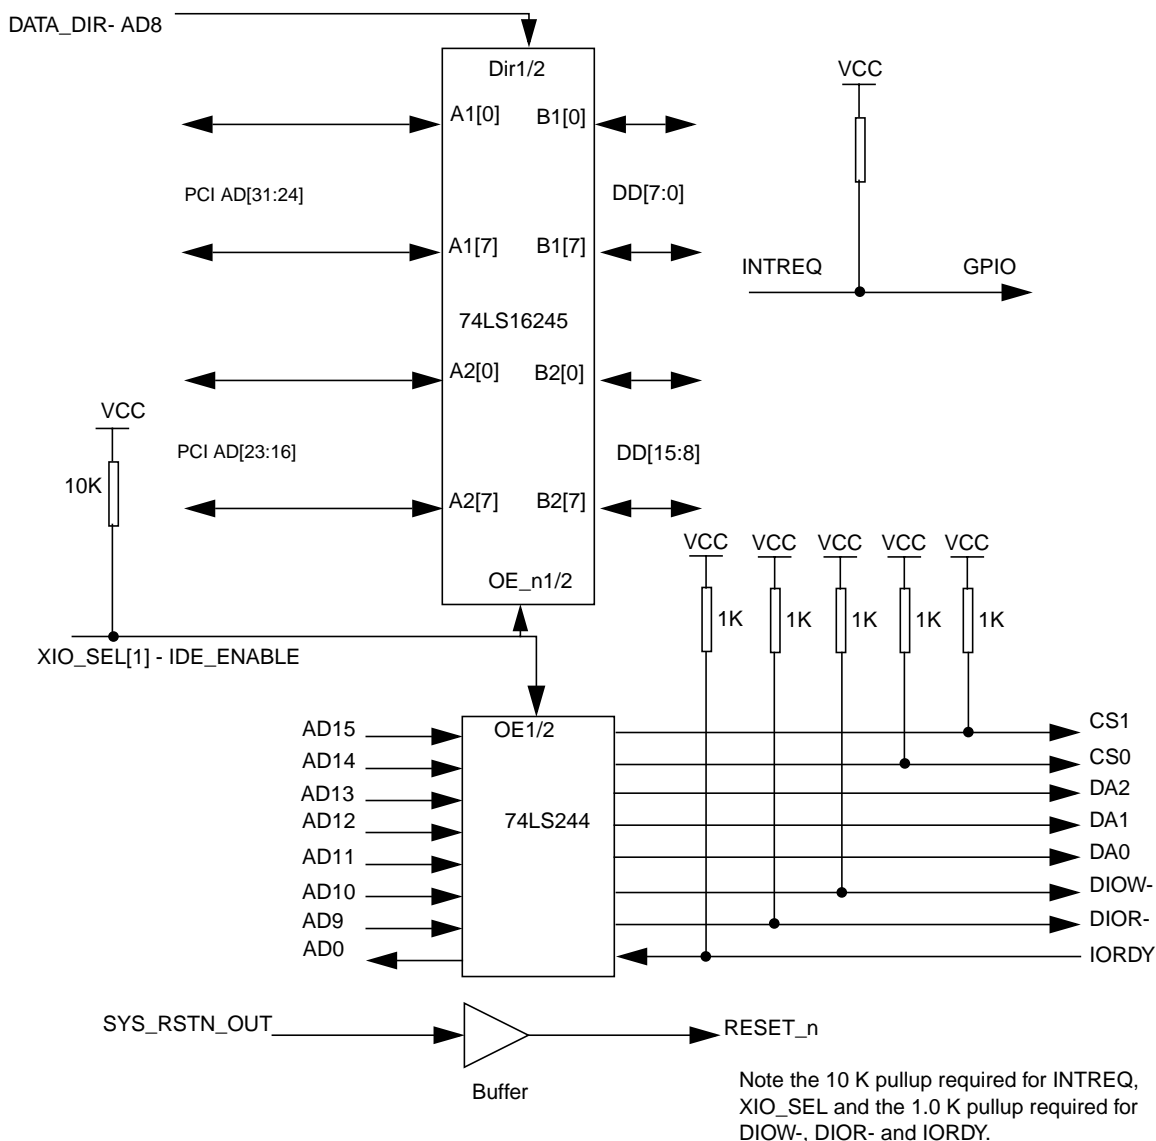 DATA_DIR- AD8
Dir1/2
VCC
A1[0] B1[0]
PCI AD[31:24] DD[7:0]
A1[7] B1[7]
INTREQ GPIO
74LS16245
A2[0] B2[0]
VCC
PCI AD[23:16] DD[15:8]
10K
A2[7] B2[7]
VCC VCC VCC VCC VCC
OE_n1/2
1K 1K 1K 1K 1K
XIO_SEL[1] - IDE_ENABLE
OE1/2
AD15 CS1
AD14 CS0
AD13 DA2
AD12 74LS244 DA1
AD11 DA0
AD10 DIOW-
AD9 DIOR-
AD0 IORDY
SYS_RSTN_OUT RESET_n
Buffer
Note the 10 K pullup required for INTREQ,
XIO_SEL and the 1.0 K pullup required for
DIOW-, DIOR- and IORDY.